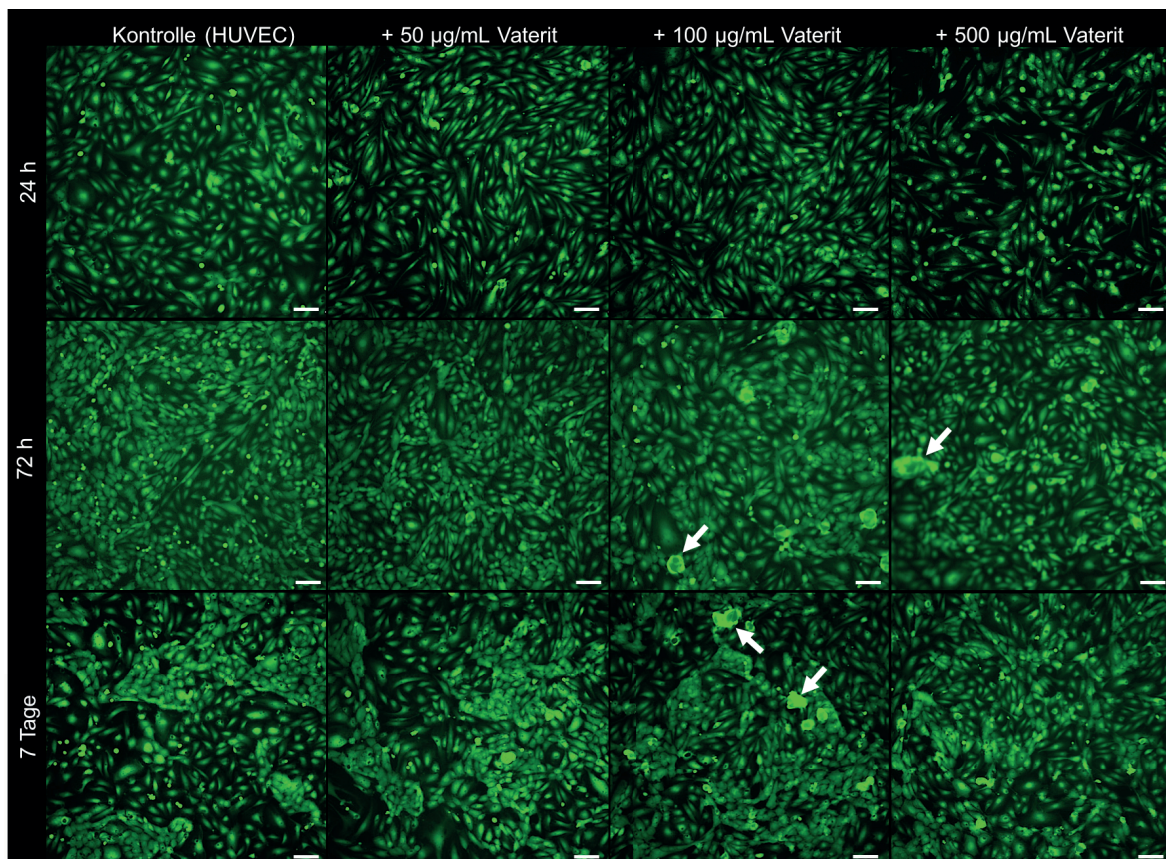 Kontrolle (HUVEC)
+ 50 µg/mL Vaterit
+ 100 µg/mL Vaterit
+ 500 µg/mL Vaterit
24 h
72 h
7 Tage